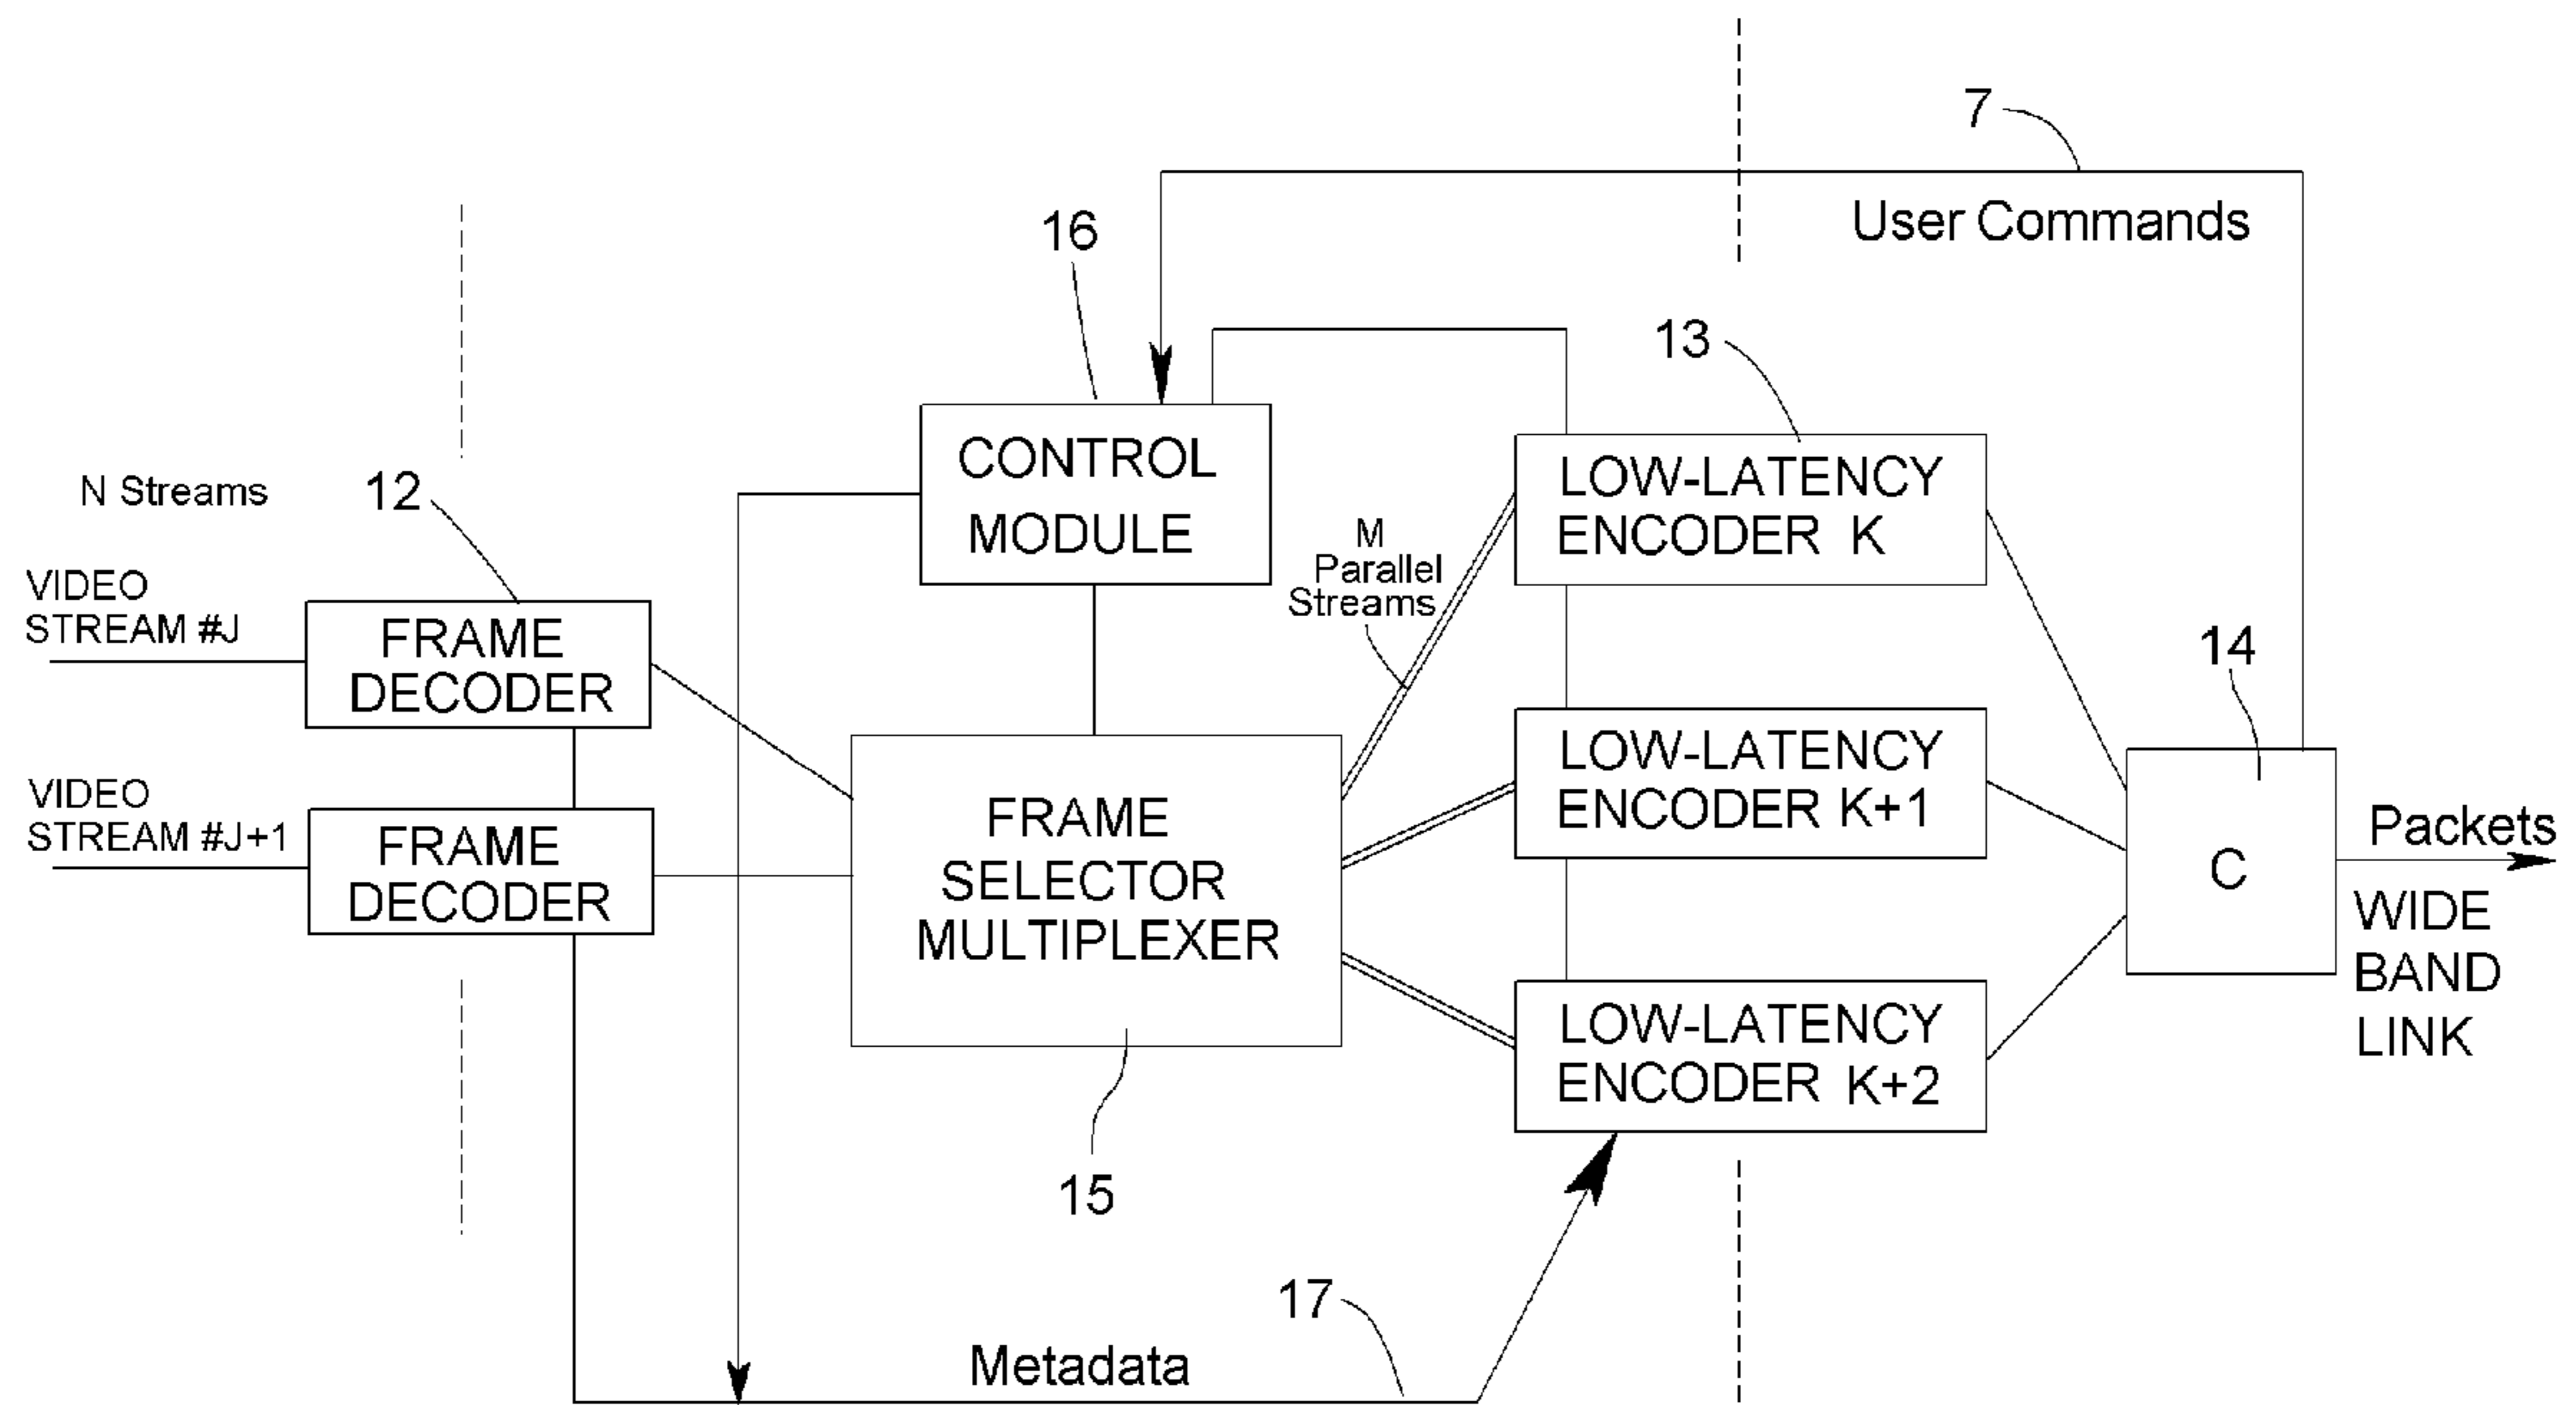 7
User Commands
16
13
CONTROL
MODULE
N Streams
12
M
Parallel
Streams
LOW-LATENCY
ENCODER K
VIDEO
STREAM #J
FRAME
DECODER
14
VIDEO
STREAM #J+1
FRAME
DECODER
FRAME
SELECTOR
MULTIPLEXER
LOW-LATENCY
ENCODER K+1
C
Packets
WIDE
BAND
LINK
LOW-LATENCY
ENCODER K+2
15
17
Metadata